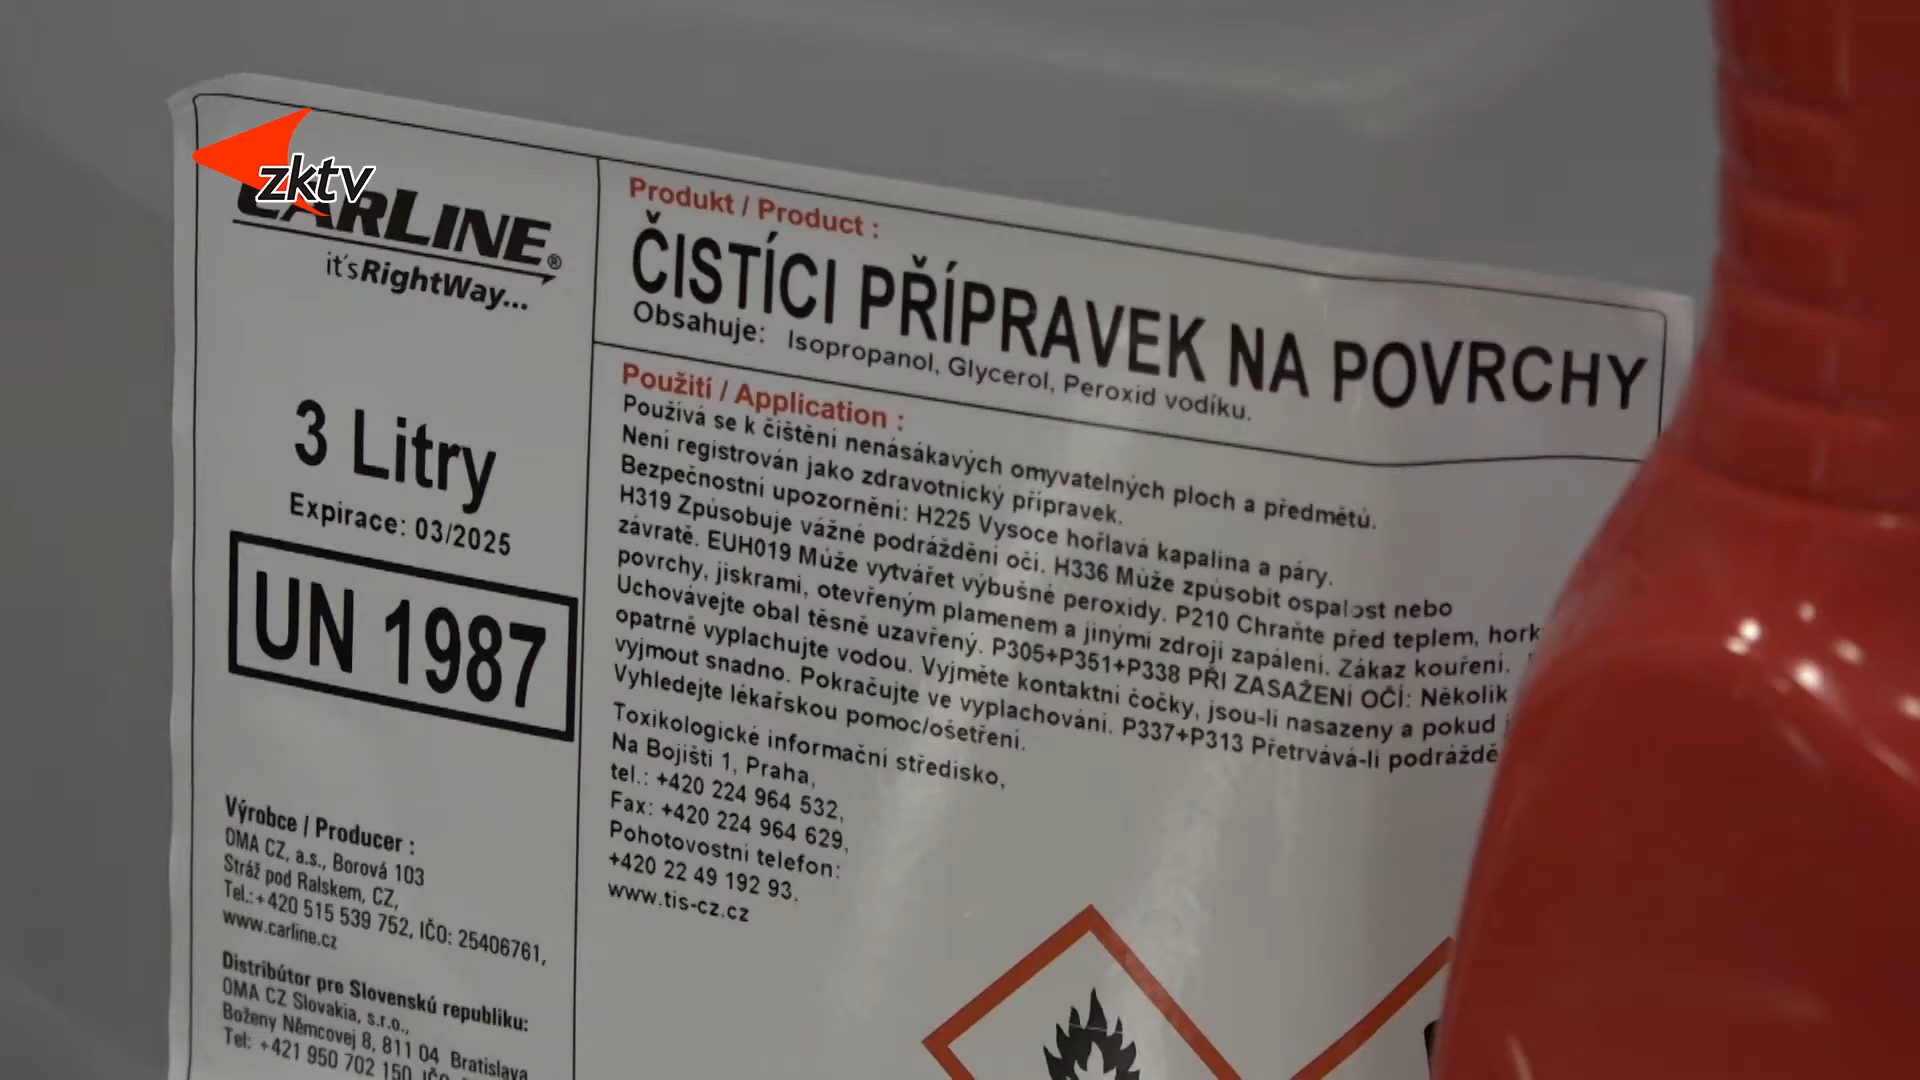 zktv
CARLINE®
it'sRightWay...
3 Litry
Expirace: 03/2025
UN 1987
Výrobce / Producer :
OMA CZ, a.s., Borová 103
Stráž pod Ralskem, CZ,
Tel.:+420 515 539 752, IČO: 25406761,
www.carline.cz
Distribútor pre Slovenskú republiku:
OMA CZ Slovakia, s.r.o.,
Boženy Němcovej 8, 811 04 Bratislava
Tel: +421 950 702 150, IČO
Produkt / Product :
ČISTÍCI PŘÍPRAVEK NA POVRCHY
Obsahuje: Isopropanol, Glycerol, Peroxid vodíku.
Použití / Application :
Používá se k čištění nenásákavých omyvatelných ploch a předmětů.
Není registrován jako zdravotnický přípravek.
Bezpečnostní upozornění: H225 Vysoce hořlavá kapalina a páry.
H319 Způsobuje vážné podráždění očí. H336 Může způsobit ospalost nebo
závratě. EUH019 Může vytvářet výbušné peroxidy. P210 Chraňte před teplem, hork
povrchy, jiskrami, otevřeným plamenem a jinými zdroji zapálení. Zákaz kouření.
Uchovávejte obal těsně uzavřený. P305+P351+P338 PŘI ZASAŽENÍ OČÍ: Několik
opatrně vyplachujte vodou. Vyjměte kontaktní čočky, jsou-li nasazeny a pokud j
vyjmout snadno. Pokračujte ve vyplachování. P337+P313 Přetrvává-li podráždě
Vyhledejte lékařskou pomoc/ošetření.
Toxikologické informační středisko,
Na Bojišti 1, Praha,
tel.: +420 224 964 532,
Fax: +420 224 964 629,
Pohotovostní telefon:
+420 22 49 192 93.
www.tis-cz.cz